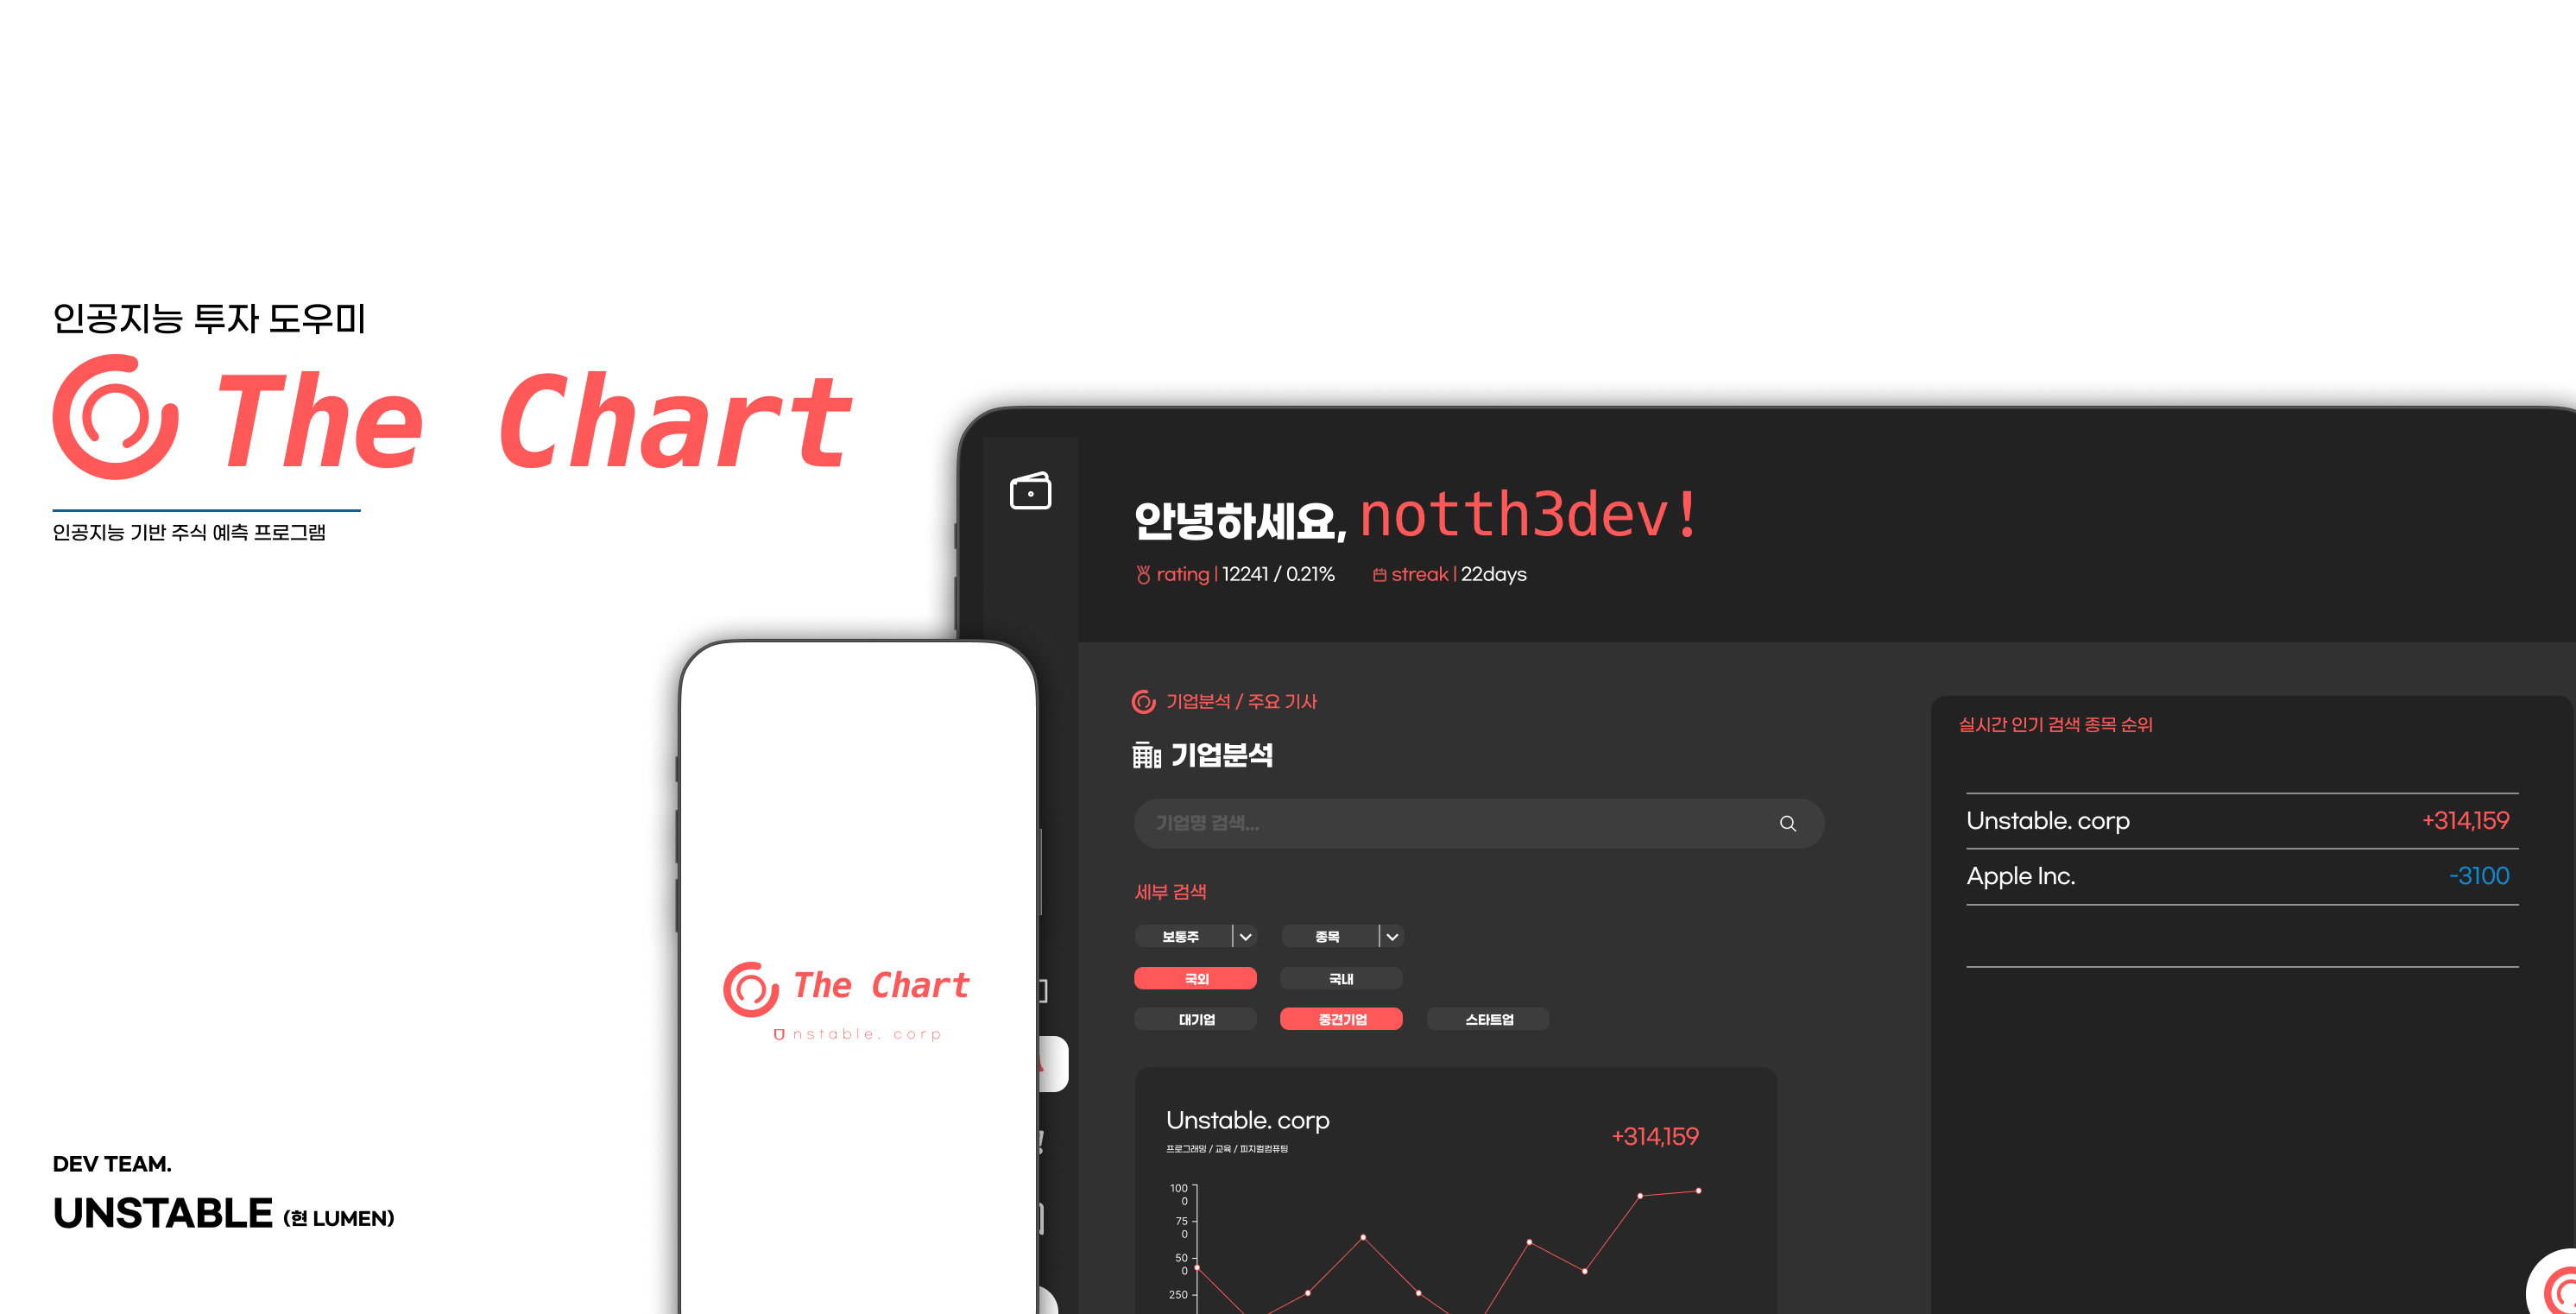 인공지능 투자 도우미
The Chart
인공지능 기반 주식 예측 프로그램
DEV TEAM.
UNSTABLE (현 LUMEN)
The Chart
Unstable. corp
안녕하세요, notth3dev!
rating | 12241 / 0.21% streak | 22days
기업분석 / 주요 기사
기업분석
기업명 검색...
세부 검색
보통주 종목
국외 국내
대기업 중견기업 스타트업
Unstable. corp
+314,159
프로그래밍 / 교육 / 피지컬컴퓨팅
100
0
75
0
50
0
250
실시간 인기 검색 종목 순위
Unstable. corp +314,159
Apple Inc. -3100